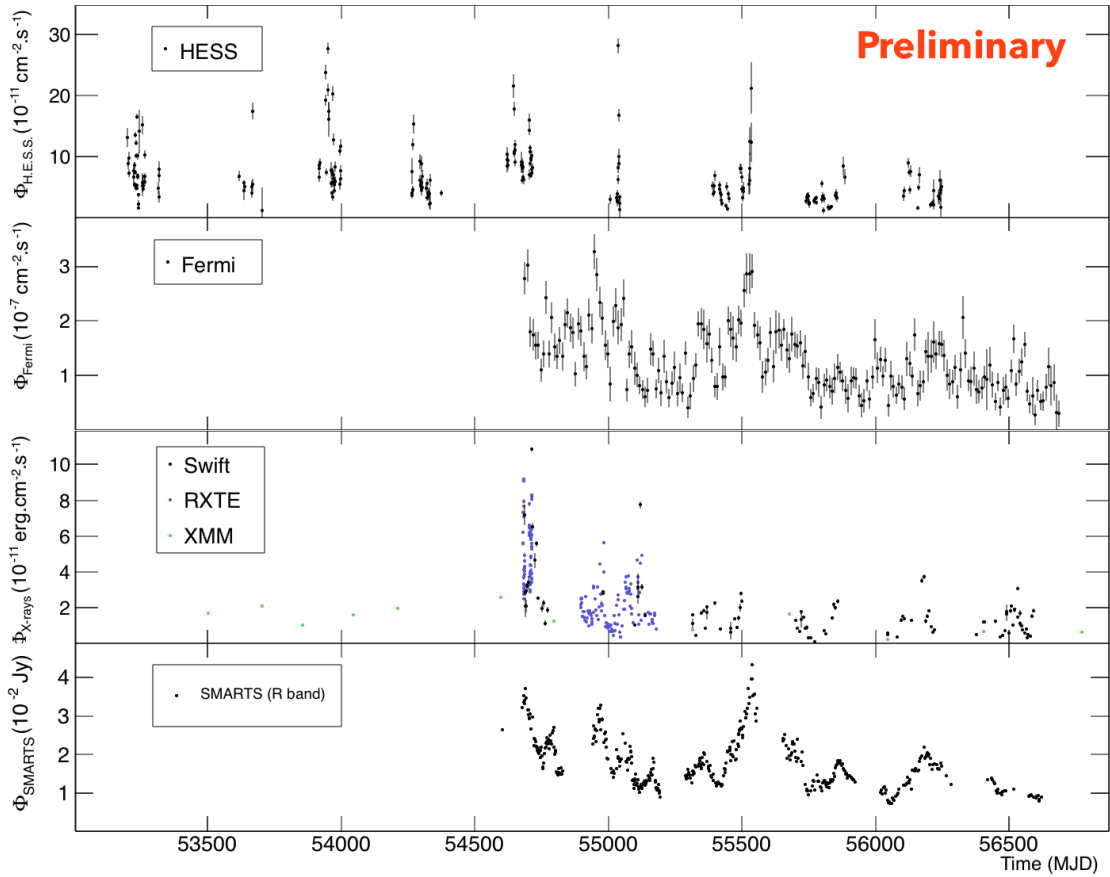 Preliminary
HESS
30
20
10
Φ_H.E.S.S. (10^-11 cm^-2.s^-1)
Fermi
3
2
1
Φ_Fermi (10^-7 cm^-2.s^-1)
Swift
RXTE
XMM
10
8
6
4
2
Φ_X-rays (10^-11 erg.cm^-2.s^-1)
SMARTS (R band)
4
3
2
1
Φ_SMARTS (10^-2 Jy)
53500 54000 54500 55000 55500 56000 56500
Time (MJD)